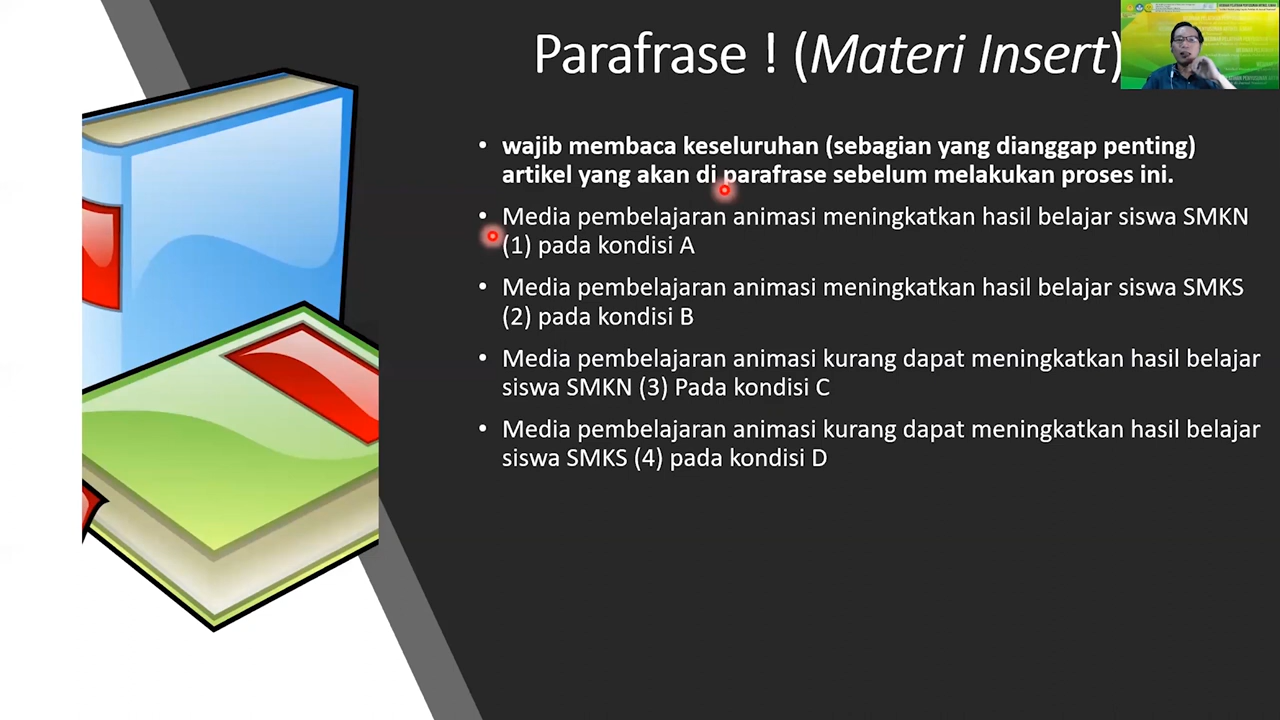 Parafrase ! (Materi Insert)
• wajib membaca keseluruhan (sebagian yang dianggap penting)
artikel yang akan di parafrase sebelum melakukan proses ini.
• Media pembelajaran animasi meningkatkan hasil belajar siswa SMKN
(1) pada kondisi A
• Media pembelajaran animasi meningkatkan hasil belajar siswa SMKS
(2) pada kondisi B
• Media pembelajaran animasi kurang dapat meningkatkan hasil belajar
siswa SMKN (3) Pada kondisi C
• Media pembelajaran animasi kurang dapat meningkatkan hasil belajar
siswa SMKS (4) pada kondisi D